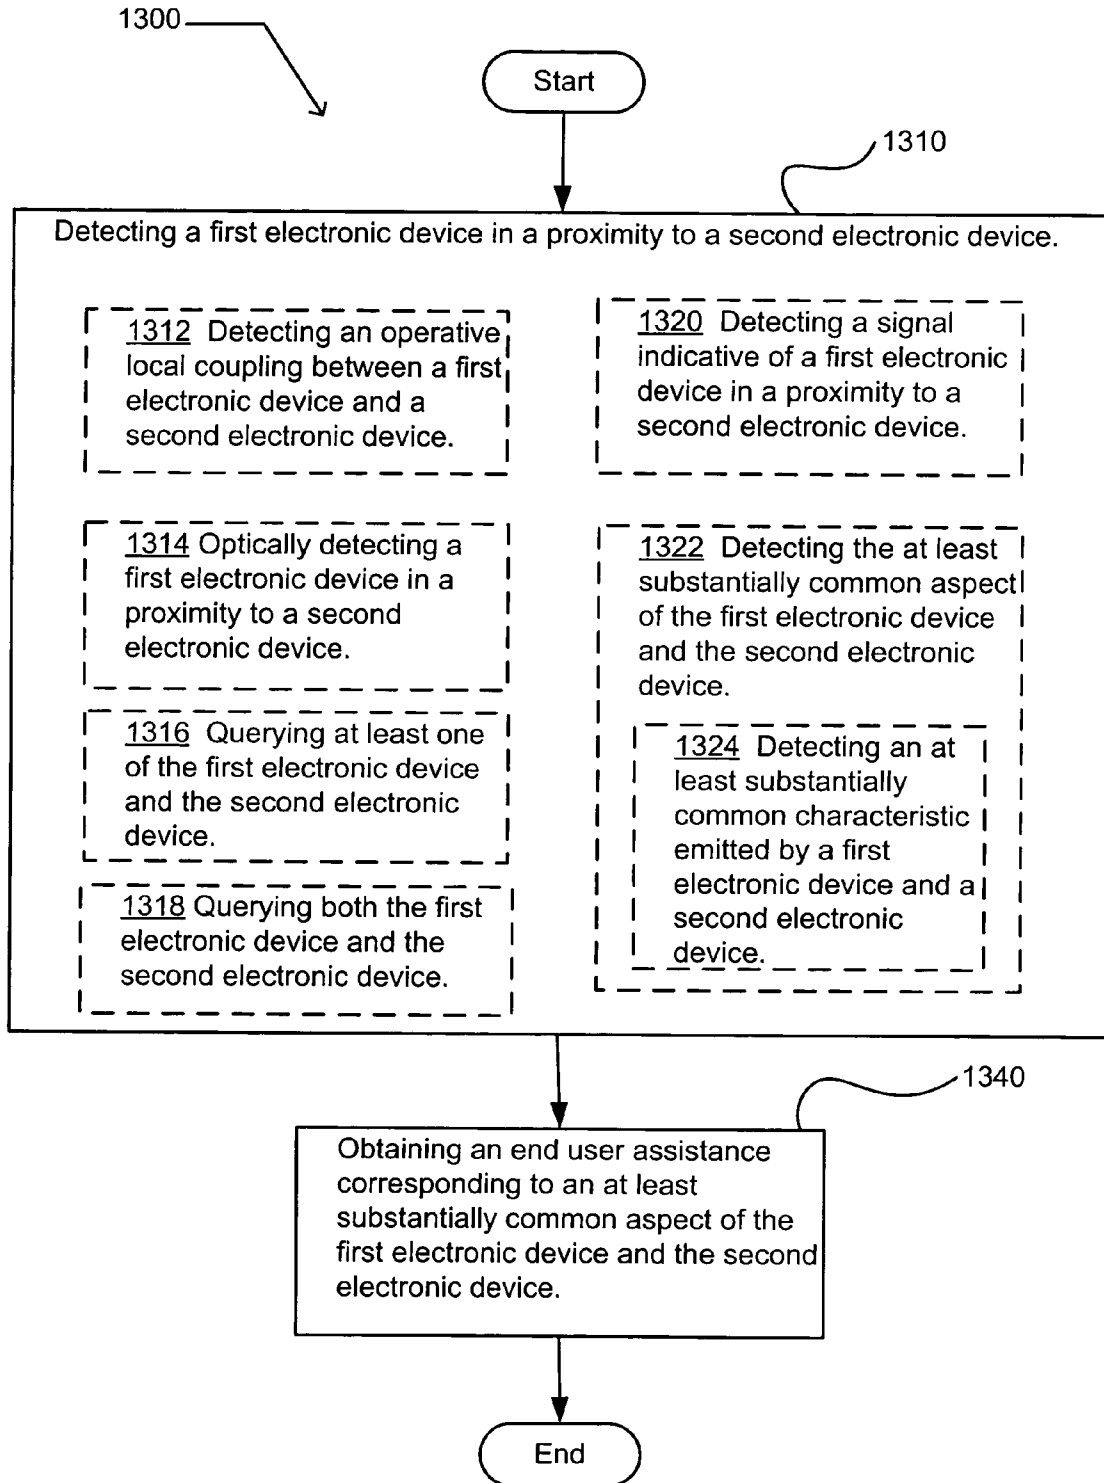 1300
Start
1310
Detecting a first electronic device in a proximity to a second electronic device.
1312 Detecting an operative
local coupling between a first
electronic device and a
second electronic device.
1314 Optically detecting a
first electronic device in a
proximity to a second
electronic device.
1316 Querying at least one
of the first electronic device
and the second electronic
device.
1318 Querying both the first
electronic device and the
second electronic device.
1320 Detecting a signal
indicative of a first electronic
device in a proximity to a
second electronic device.
1322 Detecting the at least
substantially common aspect
of the first electronic device
and the second electronic
device.
1324 Detecting an at
least substantially
common characteristic
emitted by a first
electronic device and a
second electronic
device.
1340
Obtaining an end user assistance
corresponding to an at least
substantially common aspect of the
first electronic device and the second
electronic device.
End